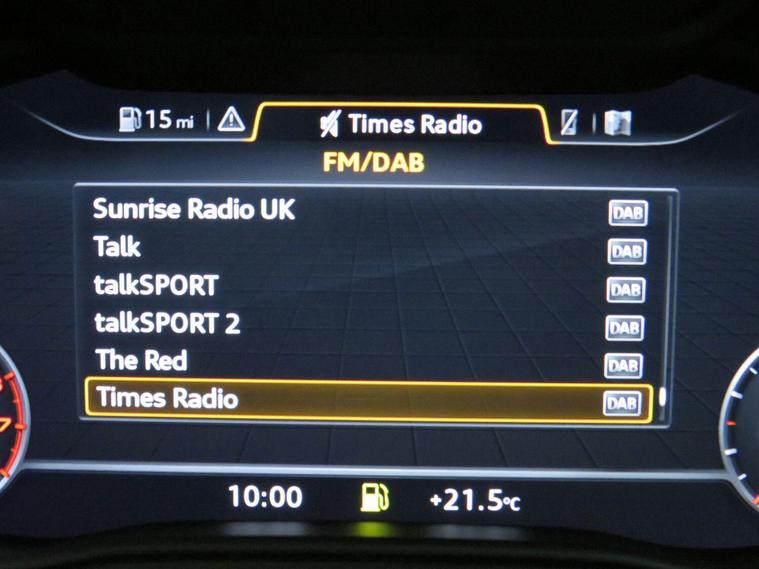 15 mi Times Radio
FM/DAB
Sunrise Radio UK DAB
Talk DAB
talkSPORT DAB
talkSPORT 2 DAB
The Red DAB
Times Radio DAB
7
10:00 +21.5°C